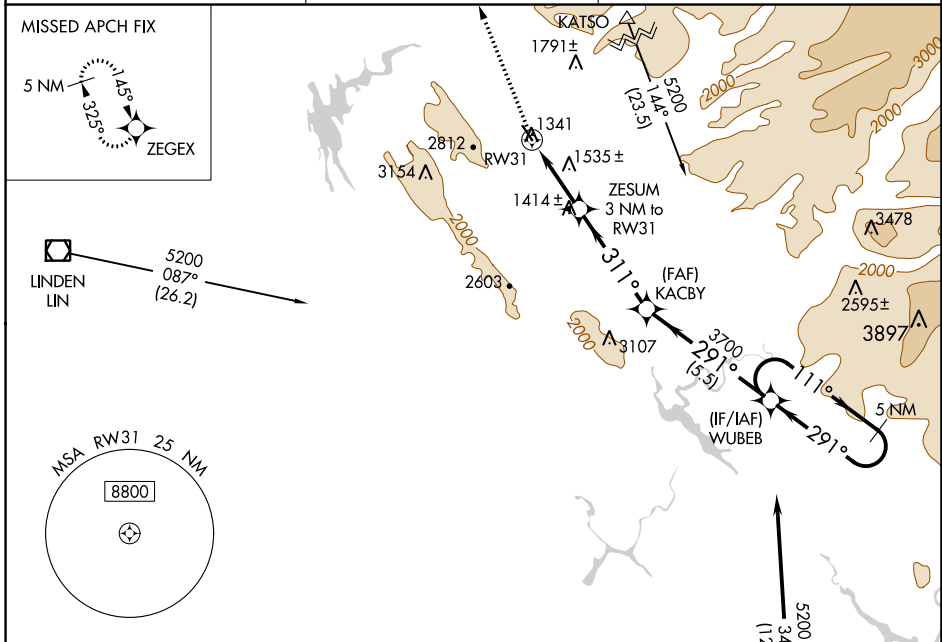 MISSED APCH FIX
5 NM
145°
325°
ZEGEX
KATSO
1791±
5200
144°
(23.5)
2000
3000
2000
2000
1341
2812
RW31
1535±
3154
1414±
ZESUM
3 NM to
RW31
3478
2000
LINDEN
LIN
5200
087°
(26.2)
311°
(FAF)
KACBY
2603
2000
2595±
3897
2000
3107
3700
291°
(5.5)
111°
5 NM
(IF/IAF)
WUBEB
291°
MSA RW31 25 NM
8800
5200